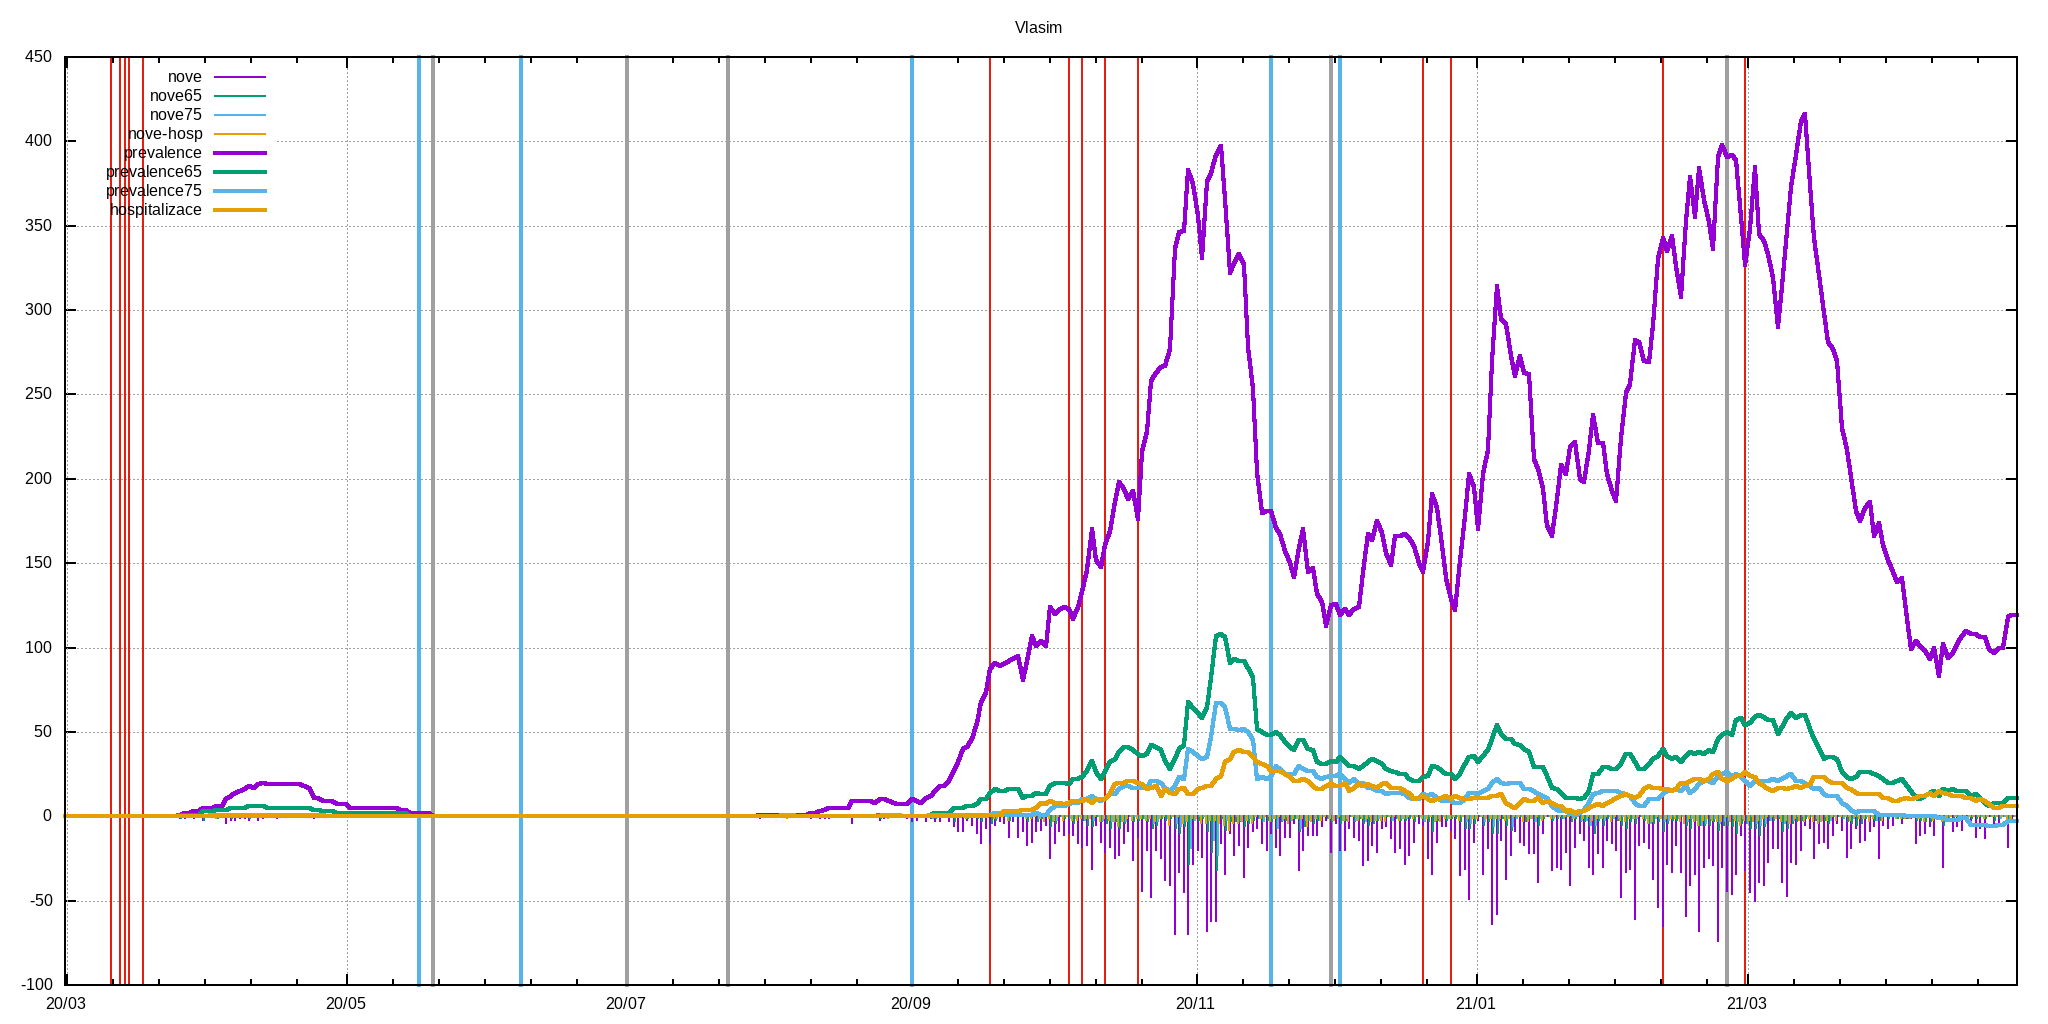 Vlasim
450
400
350
300
250
200
150
100
50
0
-50
-100
nove
nove65
nove75
nove-hosp
prevalence
prevalence65
prevalence75
hospitalizace
20/03 20/05 20/07 20/09 20/11 21/01 21/03